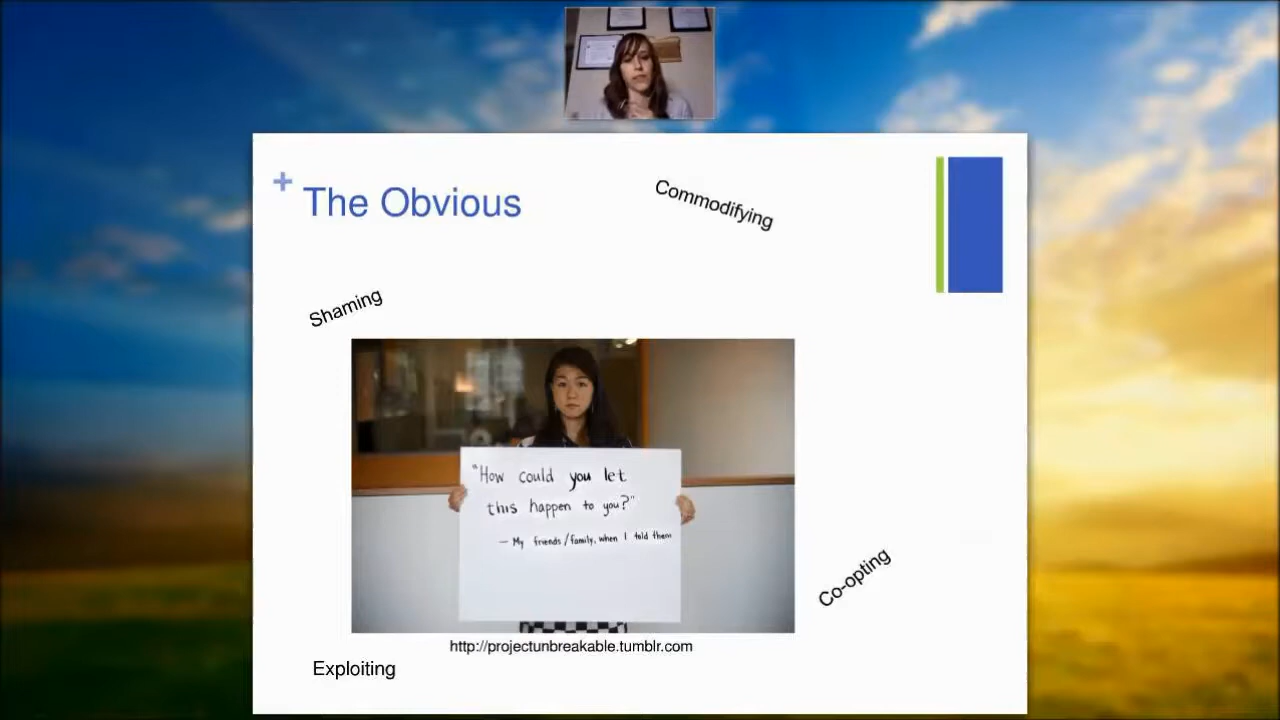 + The Obvious
Commodifying
Shaming
"How could you let
this happen to you?"
— My friends/family, when I told them
Co-opting
http://projectunbreakable.tumblr.com
Exploiting